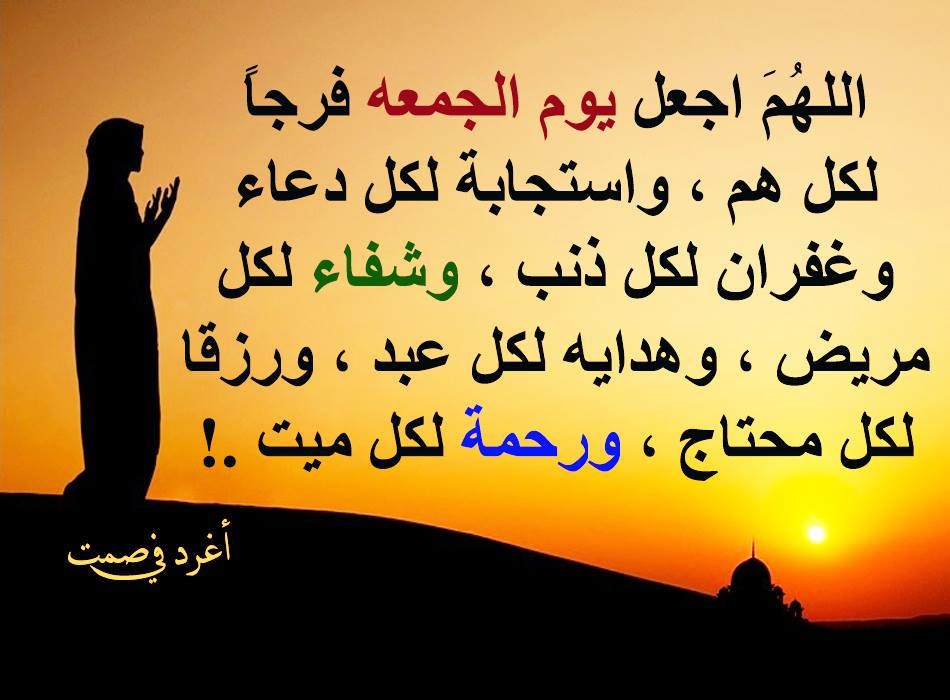 اللهُمَ اجعل يوم الجمعه فرجاً
لكل هم ، واستجابة لكل دعاء
وغفران لكل ذنب ، وشفاء لكل
مريض ، وهدايه لكل عبد ، ورزقا
لكل محتاج ، ورحمة لكل ميت .!
أغرد في صمت